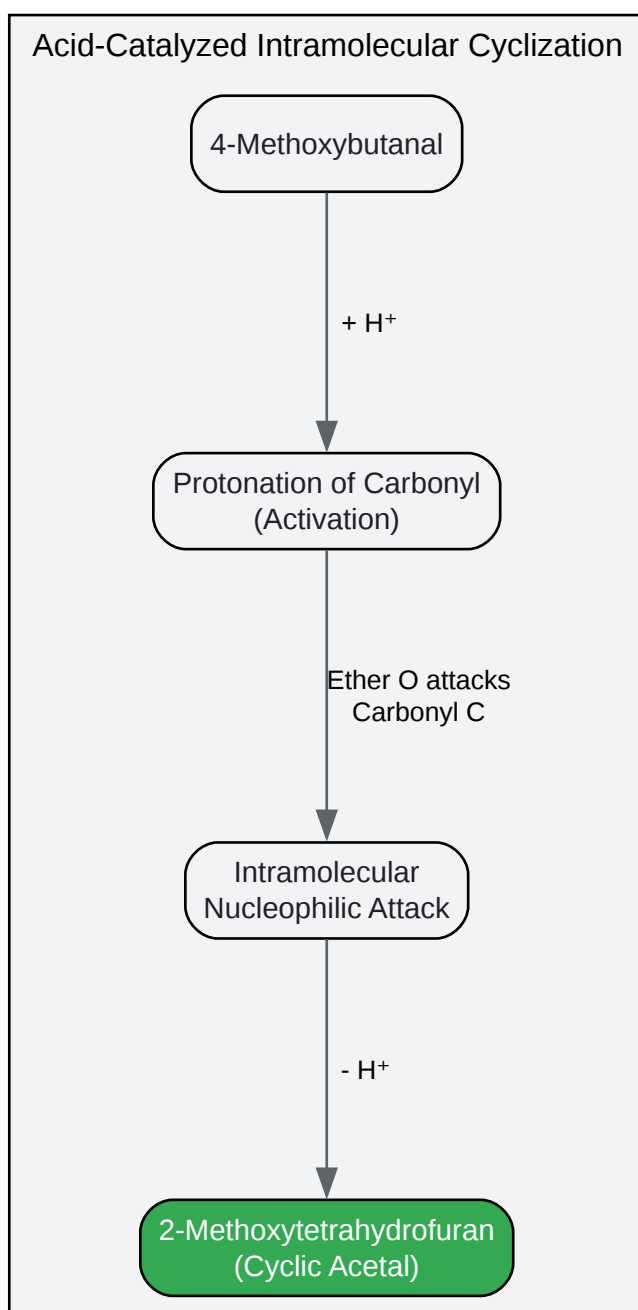 Acid-Catalyzed Intramolecular Cyclization
4-Methoxybutanal
+ H⁺
Protonation of Carbonyl
(Activation)
Ether O attacks
Carbonyl C
Intramolecular
Nucleophilic Attack
- H⁺
2-Methoxytetrahydrofuran
(Cyclic Acetal)